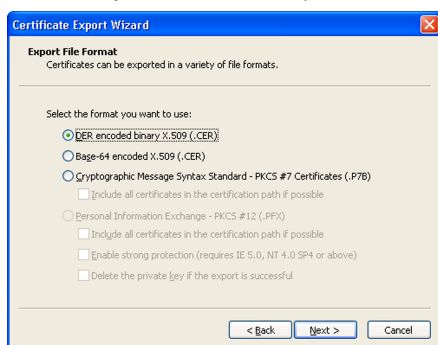 Certificate Export Wizard
Export File Format
Certificates can be exported in a variety of file formats.
Select the format you want to use:
DER encoded binary X.509 (.CER)
Base-64 encoded X.509 (.CER)
Cryptographic Message Syntax Standard - PKCS #7 Certificates (.P7B)
Include all certificates in the certification path if possible
Personal Information Exchange - PKCS #12 (.PFX)
Include all certificates in the certification path if possible
Enable strong protection (requires IE 5.0, NT 4.0 SP4 or above)
Delete the private key if the export is successful
< Back Next > Cancel